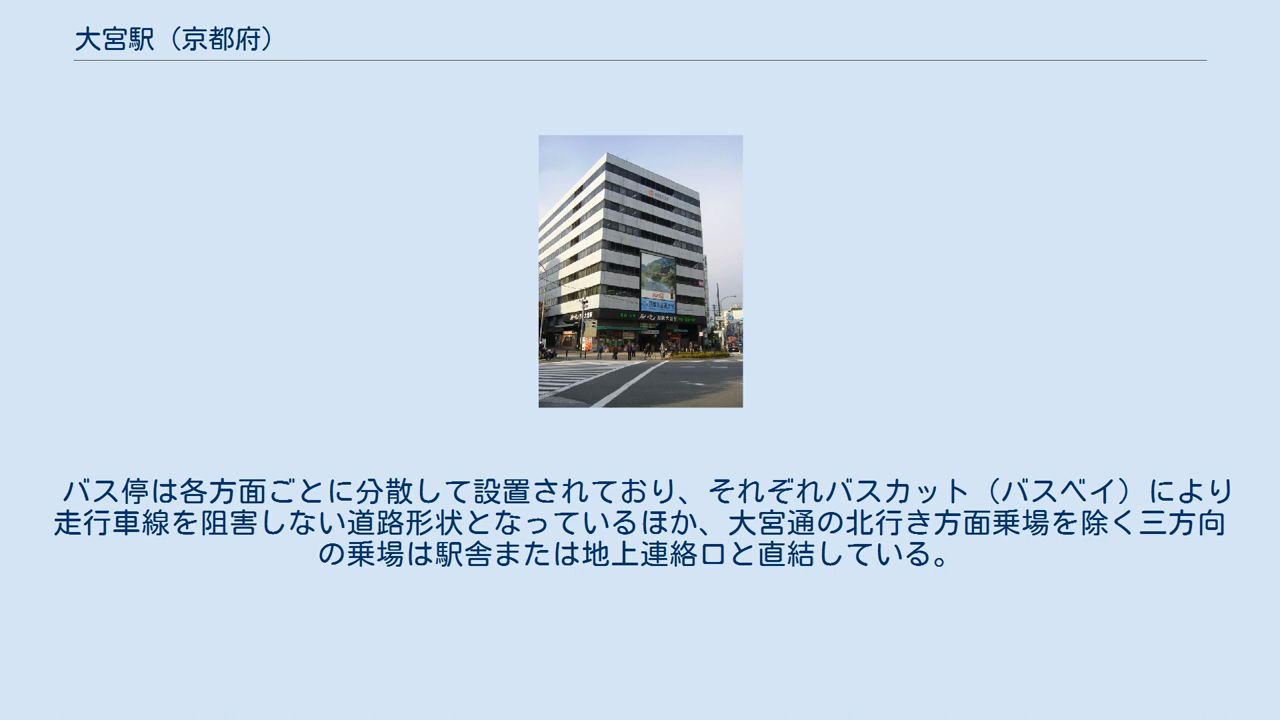 大宮駅（京都府）
バス停は各方面ごとに分散して設置されており、それぞれバスカット（バスベイ）により
走行車線を阻害しない道路形状となっているほか、大宮通の北行き方面乗場を除く三方向
の乗場は駅舎または地上連絡口と直結している。